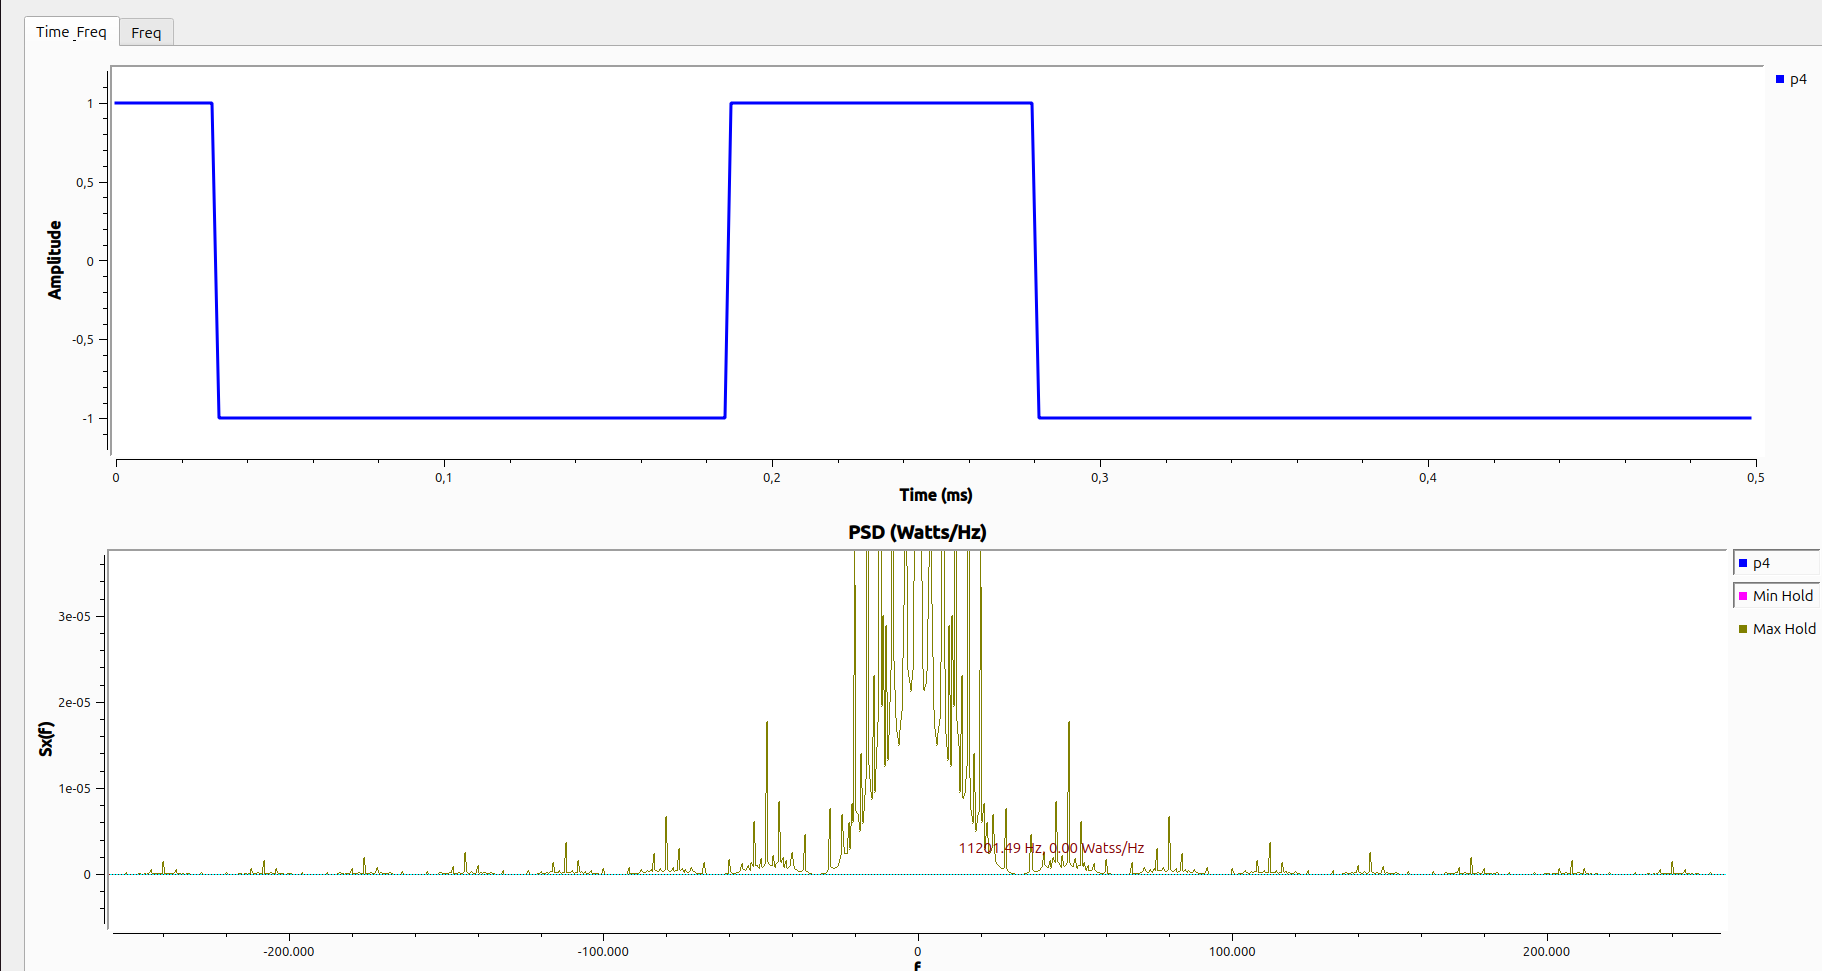 Time_Freq
Freq
p4
1
0,5
0
-0,5
-1
Amplitude
0
0,1
0,2
0,3
0,4
0,5
Time (ms)
PSD (Watts/Hz)
p4
Min Hold
Max Hold
3e-05
2e-05
1e-05
0
Sx(f)
11201.49 Hz, 0.00 Watss/Hz
-200.000
-100.000
0
100.000
200.000
f